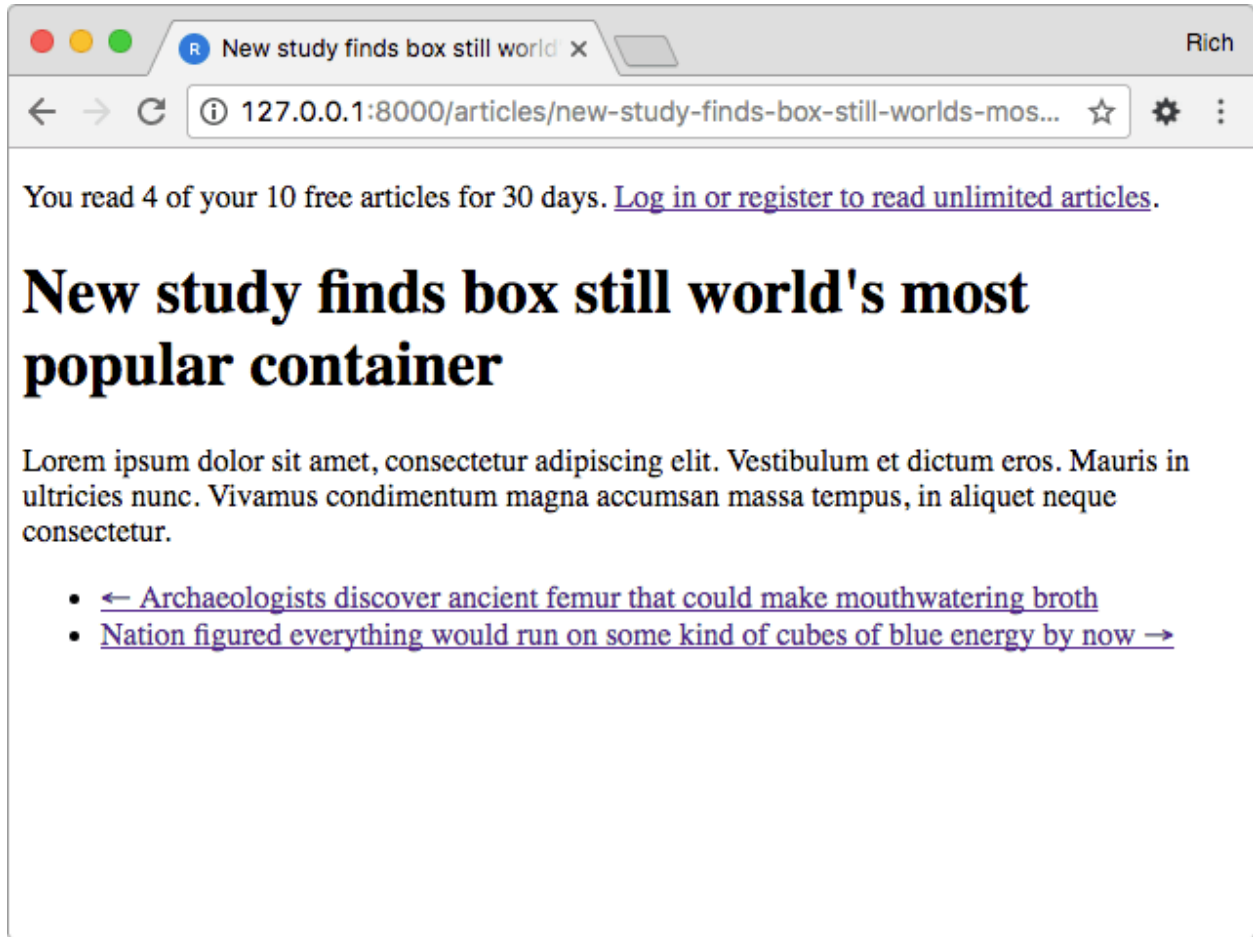 R New study finds box still world
Rich
127.0.0.1:8000/articles/new-study-finds-box-still-worlds-mos...
You read 4 of your 10 free articles for 30 days. Log in or register to read unlimited articles.
New study finds box still world's most
popular container
Lorem ipsum dolor sit amet, consectetur adipiscing elit. Vestibulum et dictum eros. Mauris in
ultricies nunc. Vivamus condimentum magna accumsan massa tempus, in aliquet neque
consectetur.
← Archaeologists discover ancient femur that could make mouthwatering broth
Nation figured everything would run on some kind of cubes of blue energy by now →